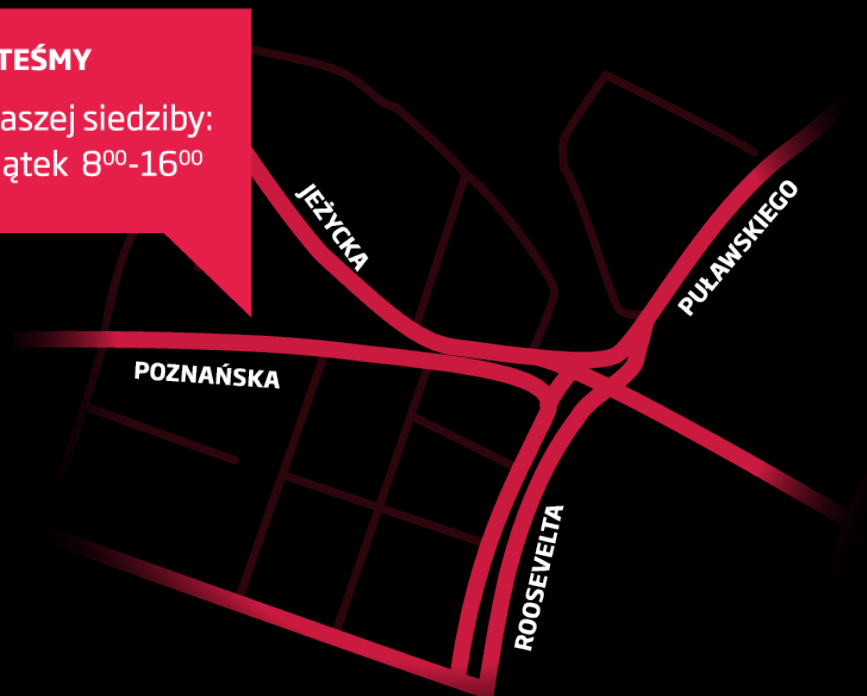 TEŚMY
aszej siedziby:
ątek 8⁰⁰-16⁰⁰
JEŻYCKA
PUŁAWSKIEGO
POZNAŃSKA
ROOSEVELTA